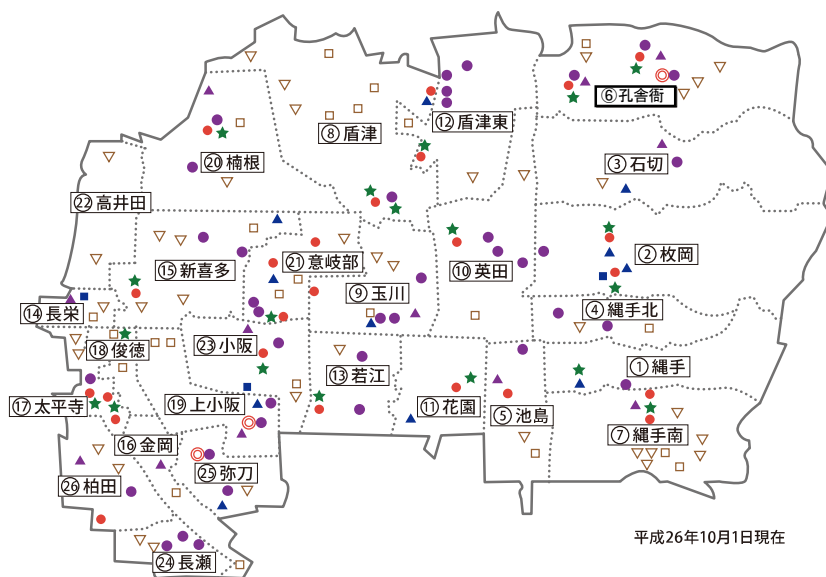 ⑥孔舎衙
⑧盾津
⑫盾津東
⑳楠根
③石切
㉒高井田
②枚岡
⑮新喜多
㉑意岐部
⑩英田
⑨玉川
⑭長栄
④縄手北
⑱俊徳
㉓小阪
①縄手
⑬若江
⑰太平寺
⑲上小阪
⑪花園
⑤池島
⑦縄手南
⑯金岡
㉕弥刀
㉖柏田
平成26年10月1日現在
㉔長瀬